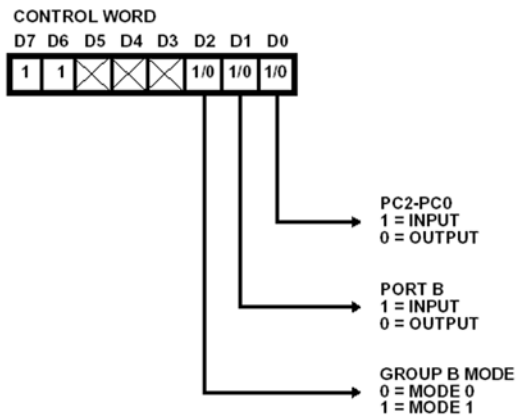 CONTROL WORD
D7 D6 D5 D4 D3 D2 D1 D0
1 1 1/0 1/0 1/0
PC2-PC0
1 = INPUT
0 = OUTPUT
PORT B
1 = INPUT
0 = OUTPUT
GROUP B MODE
0 = MODE 0
1 = MODE 1